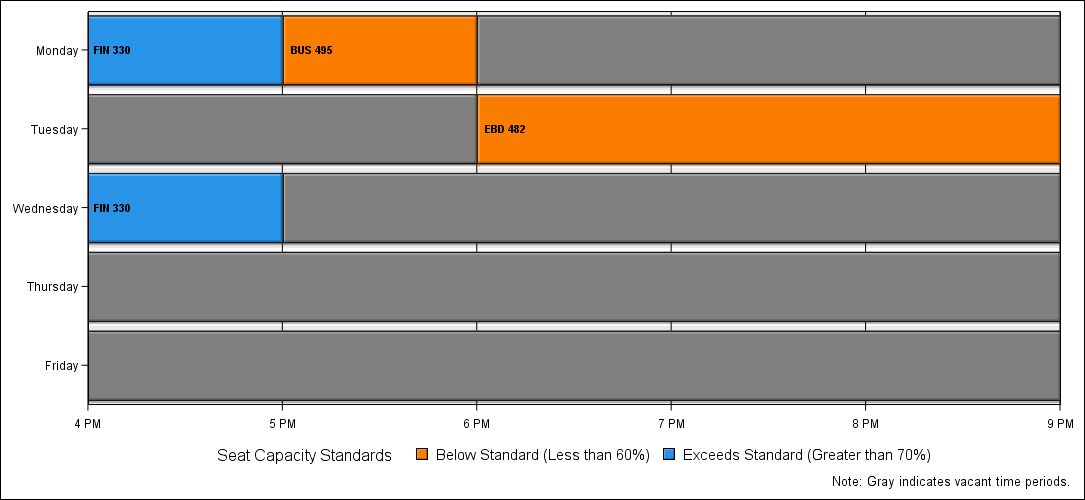 Monday FIN 330 BUS 495
Tuesday EBD 482
Wednesday FIN 330
Thursday
Friday
4 PM 5 PM 6 PM 7 PM 8 PM 9 PM
Seat Capacity Standards Below Standard (Less than 60%) Exceeds Standard (Greater than 70%)
Note: Gray indicates vacant time periods.